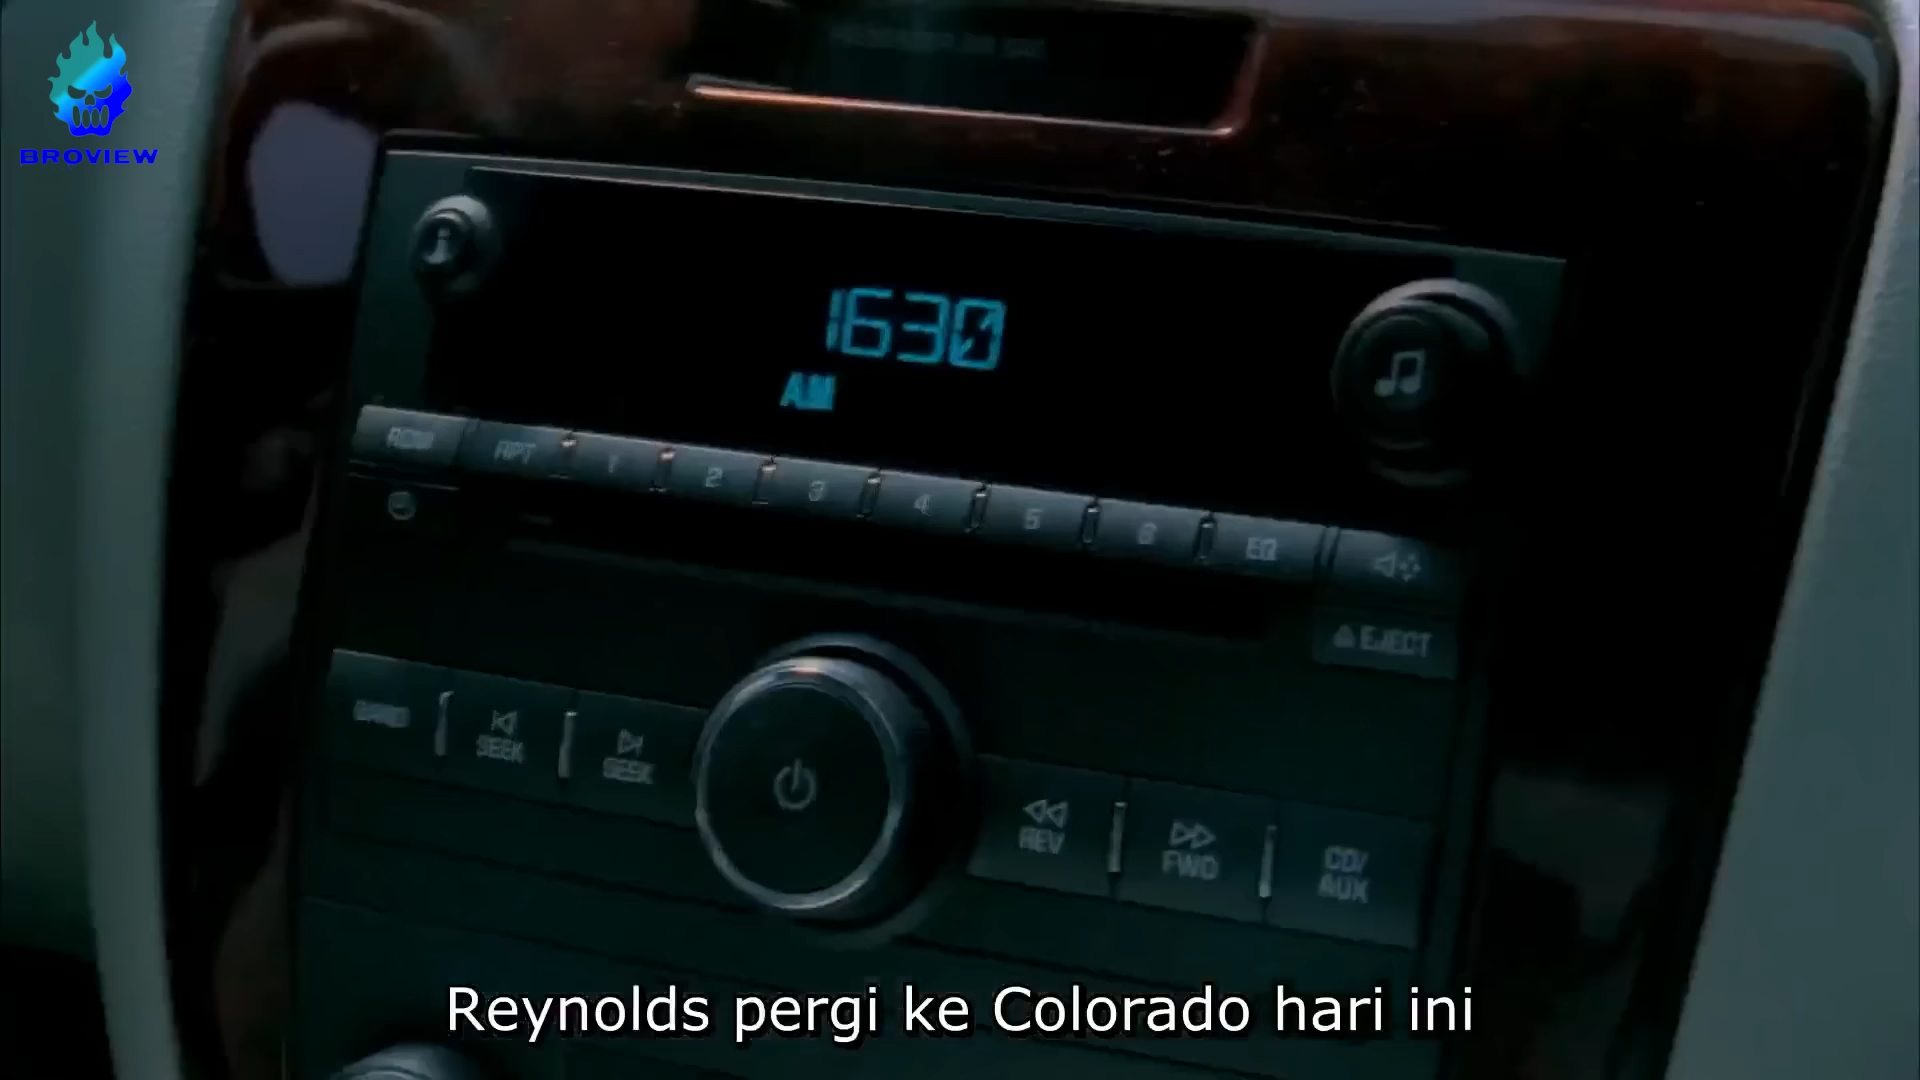 BROVIEW
1630
AM
RPT 1 2 3 4 5 6 EQ
EJECT
SEEK
SEEK
REV
FWD
CD/
AUX
Reynolds pergi ke Colorado hari ini